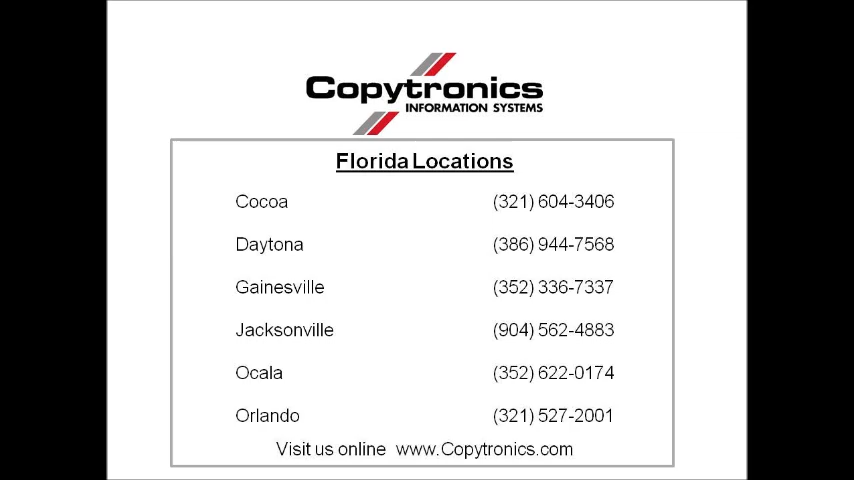 Copytronics
INFORMATION SYSTEMS
Florida Locations
Cocoa (321) 604-3406
Daytona (386) 944-7568
Gainesville (352) 336-7337
Jacksonville (904) 562-4883
Ocala (352) 622-0174
Orlando (321) 527-2001
Visit us online www.Copytronics.com